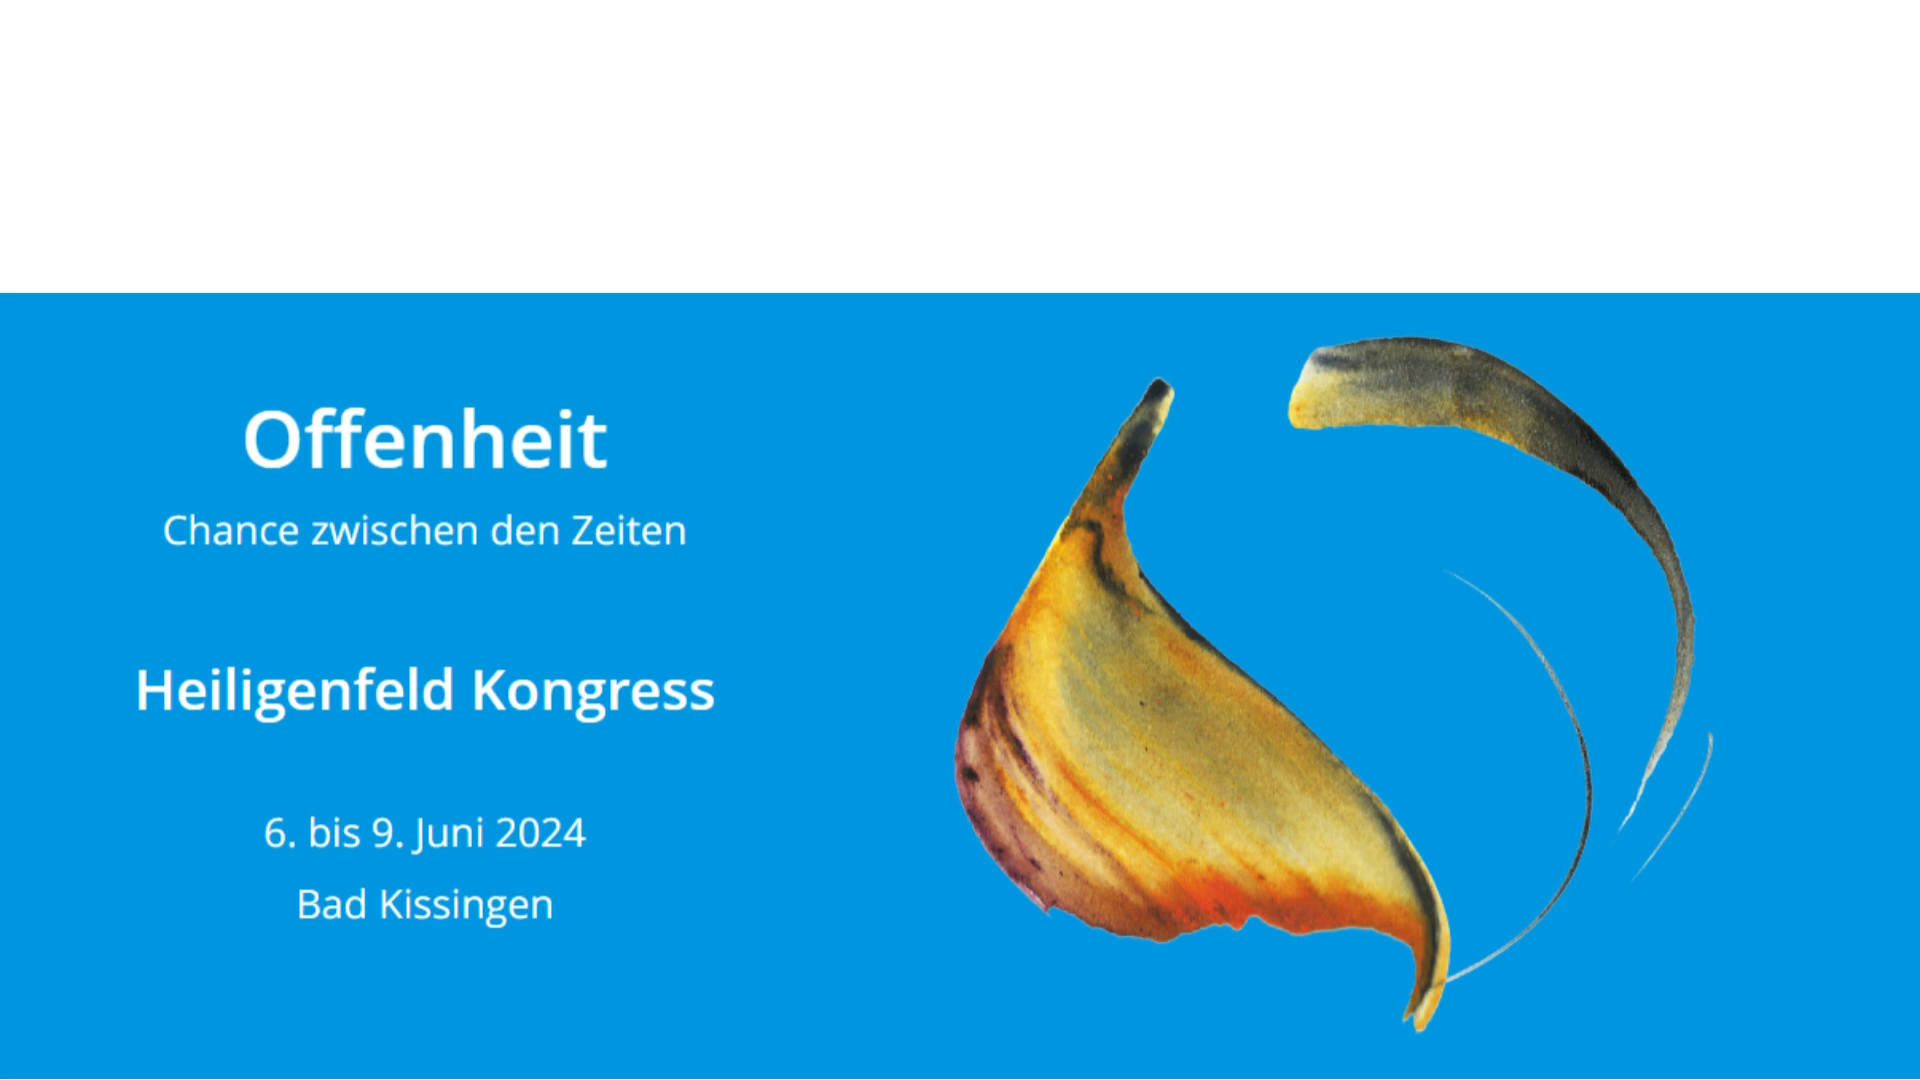 Offenheit
Chance zwischen den Zeiten
Heiligenfeld Kongress
6. bis 9. Juni 2024
Bad Kissingen